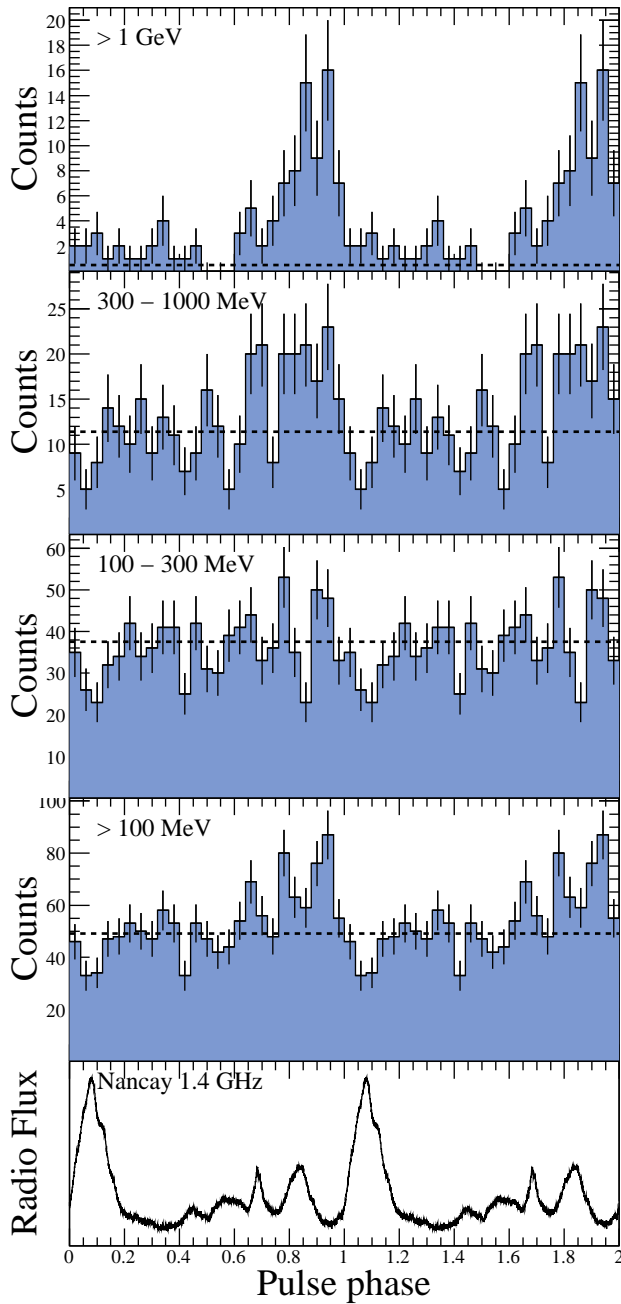 20
> 1 GeV
18
16
14
12
10
8
6
4
2
Counts
25
300 – 1000 MeV
20
15
10
5
Counts
60
100 – 300 MeV
50
40
30
20
10
Counts
100
> 100 MeV
80
60
40
20
Counts
Nancay 1.4 GHz
Radio Flux
0 0.2 0.4 0.6 0.8 1 1.2 1.4 1.6 1.8 2
Pulse phase